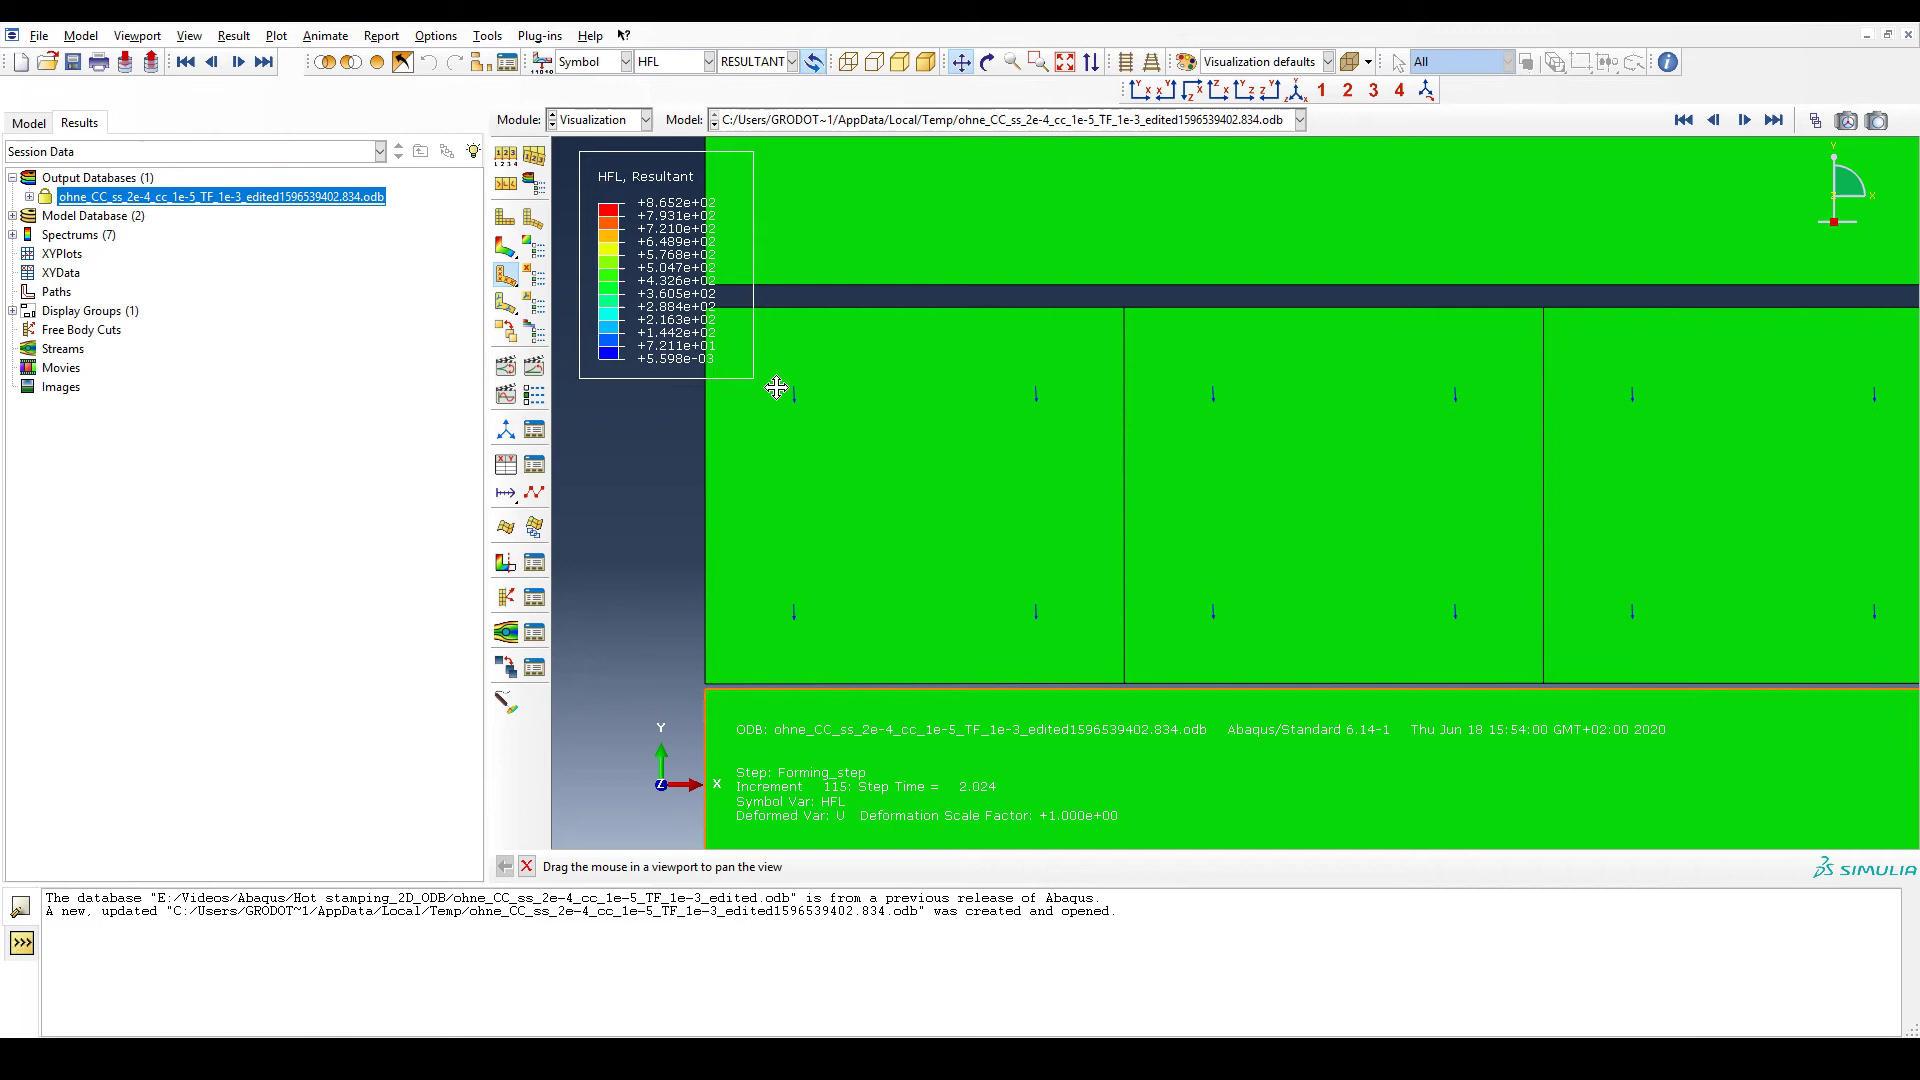 File Model Viewport View Result Plot Animate Report Options Tools Plug-ins Help
Symbol HFL RESULTANT Visualization defaults All
1 2 3 4
Model Results Module: Visualization Model: C:/Users/GRODOT~1/AppData/Local/Temp/ohne_CC_ss_2e-4_cc_1e-5_TF_1e-3_edited1596539402.834.odb
Session Data
Output Databases (1)
ohne_CC_ss_2e-4_cc_1e-5_TF_1e-3_edited1596539402.834.odb
Model Database (2)
Spectrums (7)
XYPlots
XYData
Paths
Display Groups (1)
Free Body Cuts
Streams
Movies
Images
HFL, Resultant
+8.652e+02
+7.931e+02
+7.210e+02
+6.489e+02
+5.768e+02
+5.047e+02
+4.326e+02
+3.605e+02
+2.884e+02
+2.163e+02
+1.442e+02
+7.211e+01
+5.598e-03
Y
X
Z
Y
X
Z
ODB: ohne_CC_ss_2e-4_cc_1e-5_TF_1e-3_edited1596539402.834.odb Abaqus/Standard 6.14-1 Thu Jun 18 15:54:00 GMT+02:00 2020
Step: Forming_step
Increment 115: Step Time = 2.024
Symbol Var: HFL
Deformed Var: U Deformation Scale Factor: +1.000e+00
Drag the mouse in a viewport to pan the view
SIMULIA
The database "E:/Videos/Abaqus/Hot stamping_2D_ODB/ohne_CC_ss_2e-4_cc_1e-5_TF_1e-3_edited.odb" is from a previous release of Abaqus.
A new, updated "C:/Users/GRODOT~1/AppData/Local/Temp/ohne_CC_ss_2e-4_cc_1e-5_TF_1e-3_edited1596539402.834.odb" was created and opened.
>>>